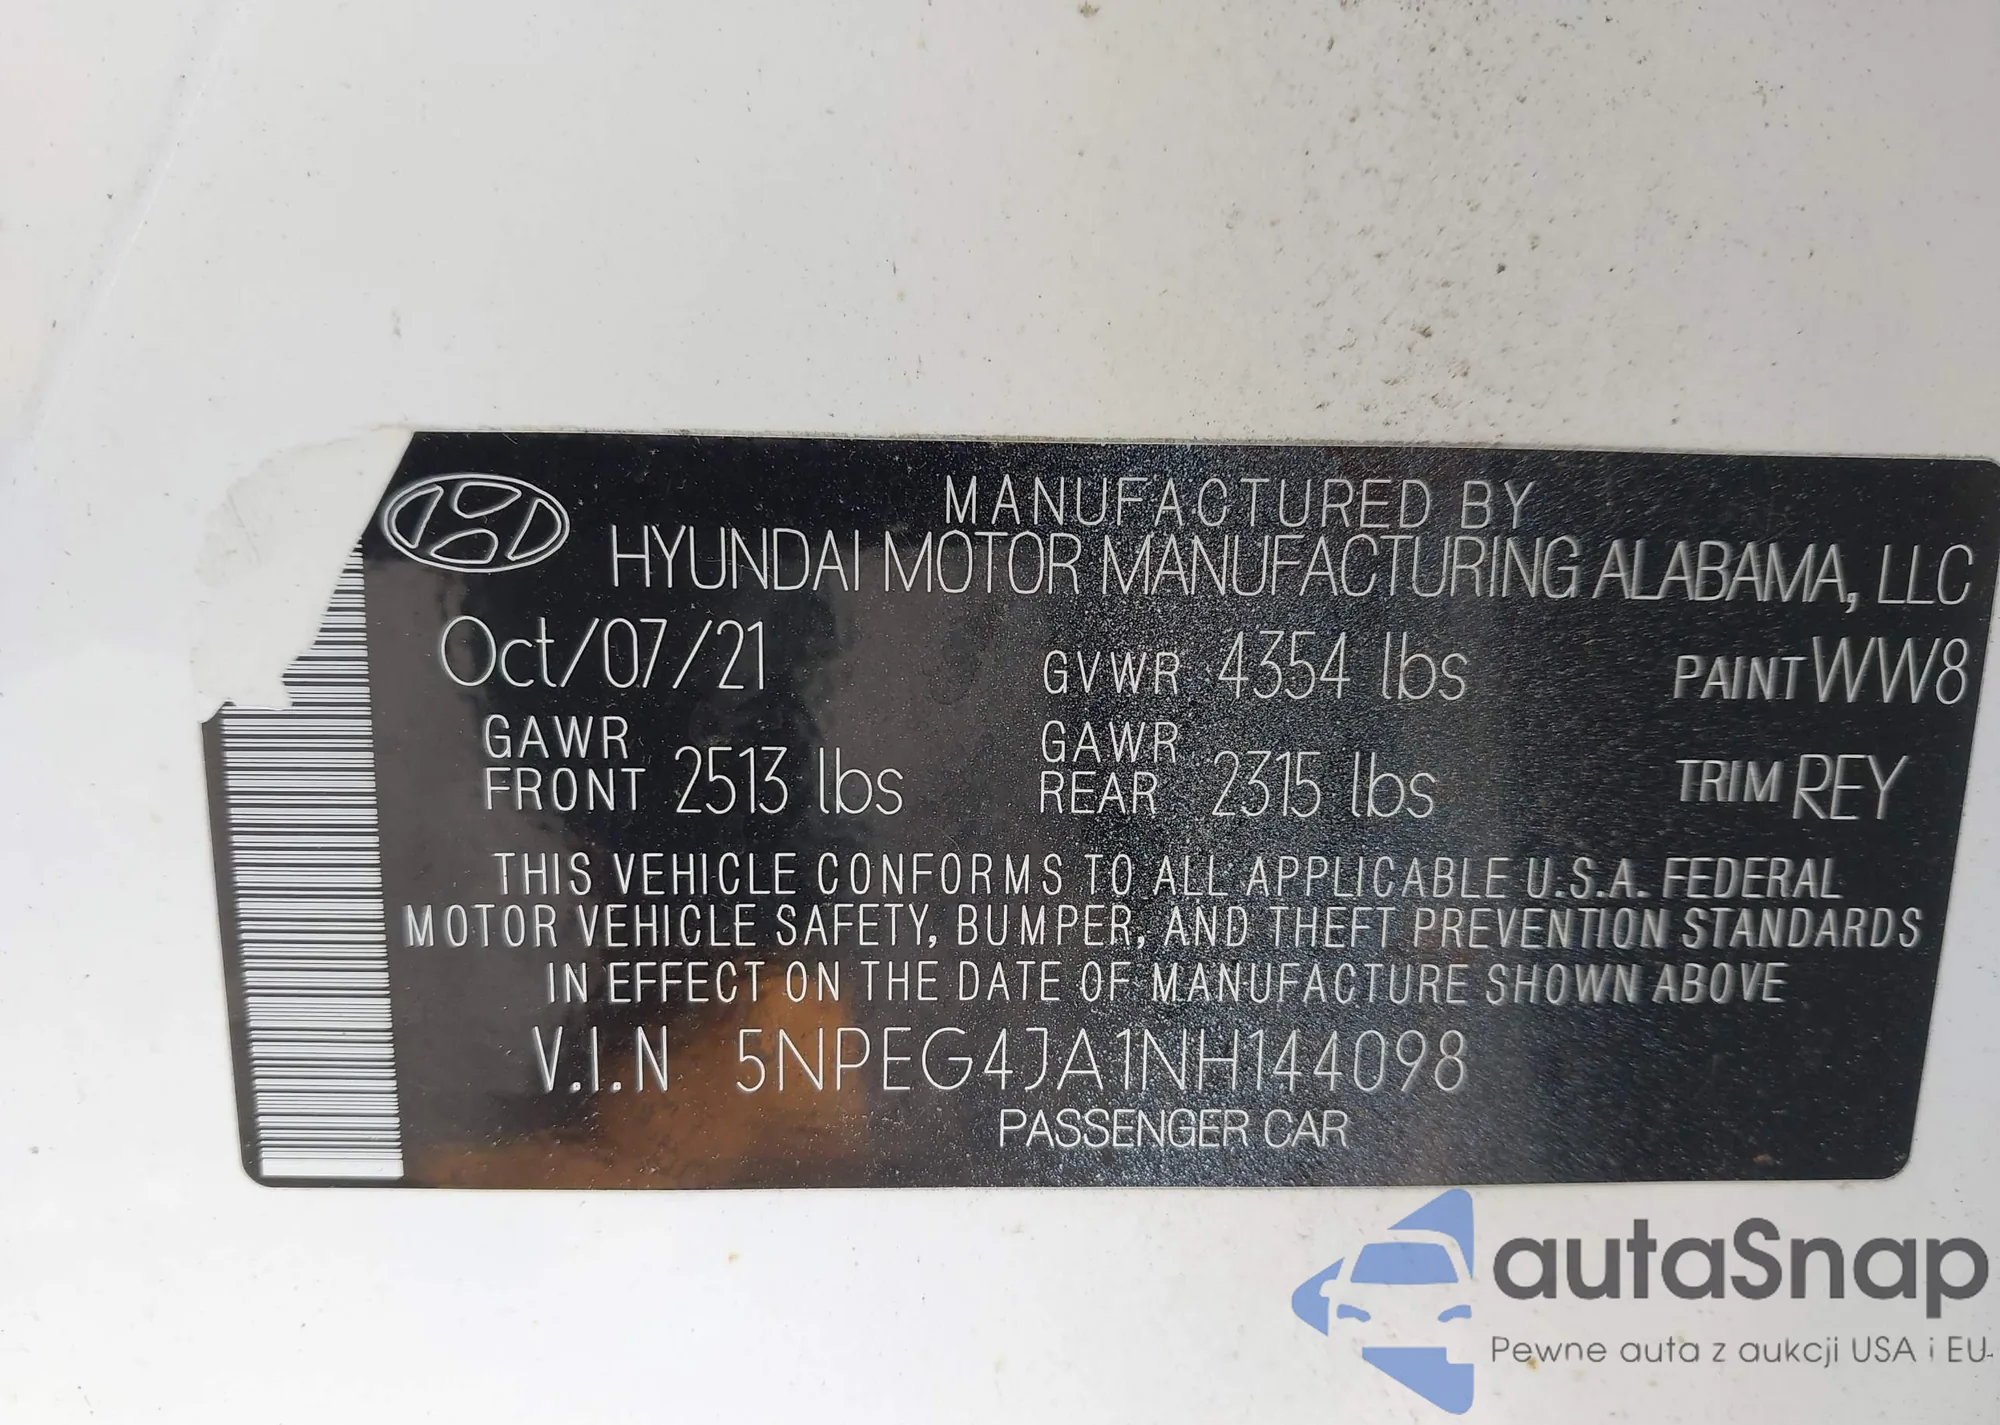 MANUFACTURED BY
HYUNDAI MOTOR MANUFACTURING ALABAMA, LLC
Oct/07/21 GVWR 4354 lbs PAINT WW8
GAWR FRONT 2513 lbs GAWR REAR 2315 lbs TRIM REY
THIS VEHICLE CONFORMS TO ALL APPLICABLE U.S.A. FEDERAL
MOTOR VEHICLE SAFETY, BUMPER, AND THEFT PREVENTION STANDARDS
IN EFFECT ON THE DATE OF MANUFACTURE SHOWN ABOVE
V.I.N 5NPEG4JA1NH144098
PASSENGER CAR
autaSnap
Pewne auta z aukcji USA i EU